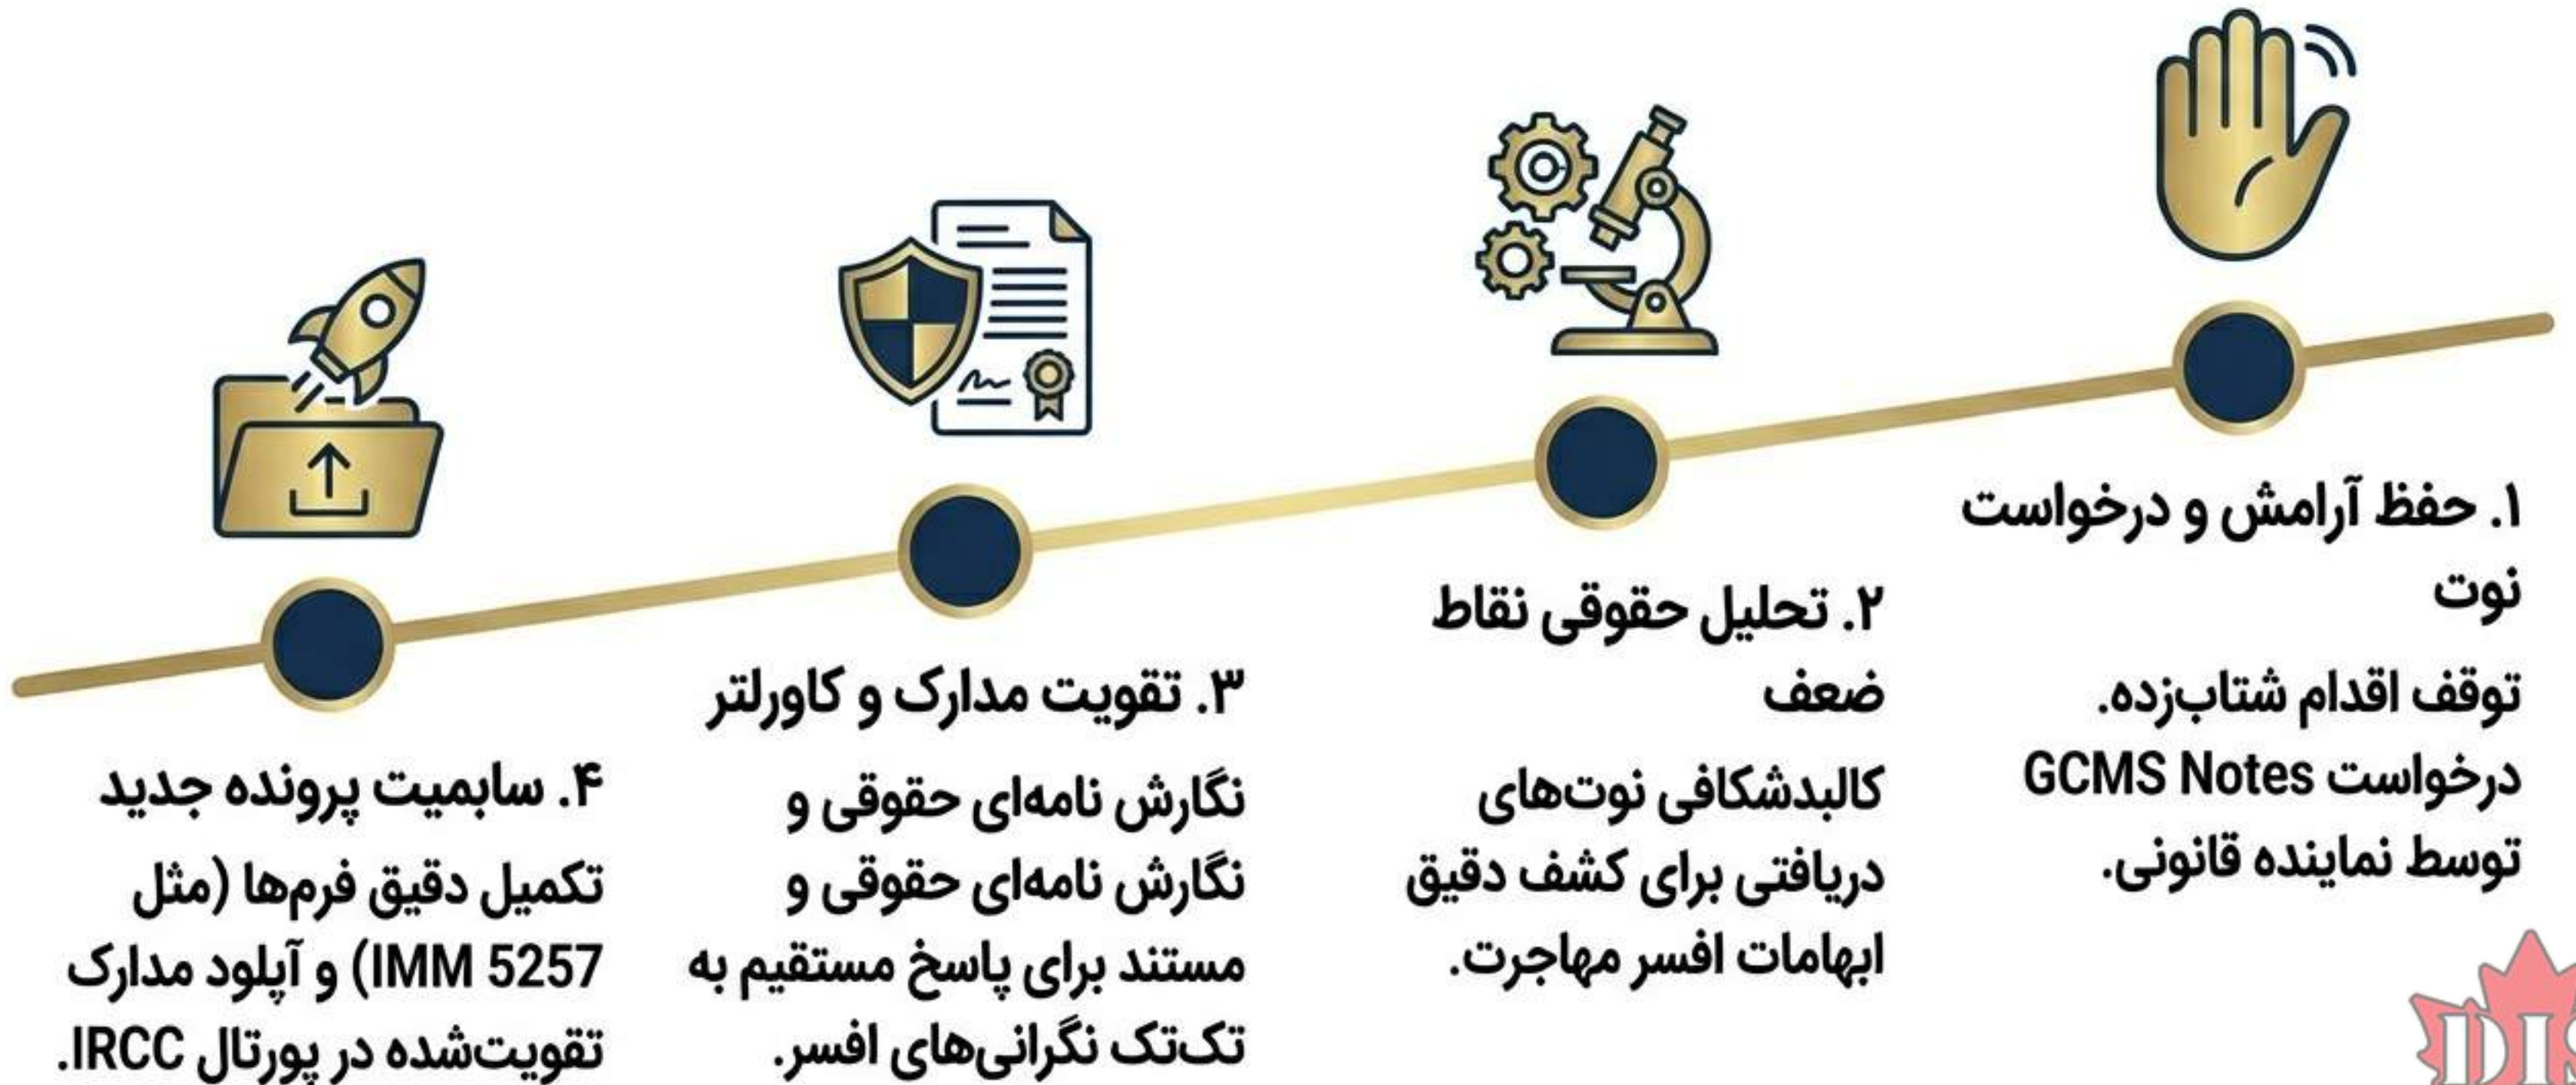 ۱. حفظ آرامش و درخواست
نوت
توقف اقدام شتاب‌زده.
درخواست GCMS Notes
توسط نماینده قانونی.
۲. تحلیل حقوقی نقاط
ضعف
کالبدشکافی نوت‌های
دریافتی برای کشف دقیق
ابهامات افسر مهاجرت.
۳. تقویت مدارک و کاورلتر
نگارش نامه‌ای حقوقی و
نگارش نامه‌ای حقوقی و
مستند برای پاسخ مستقیم به
تک‌تک نگرانی‌های افسر.
۴. سابمیت پرونده جدید
تکمیل دقیق فرم‌ها (مثل
IMM 5257) و آپلود مدارک
تقویت‌شده در پورتال IRCC.